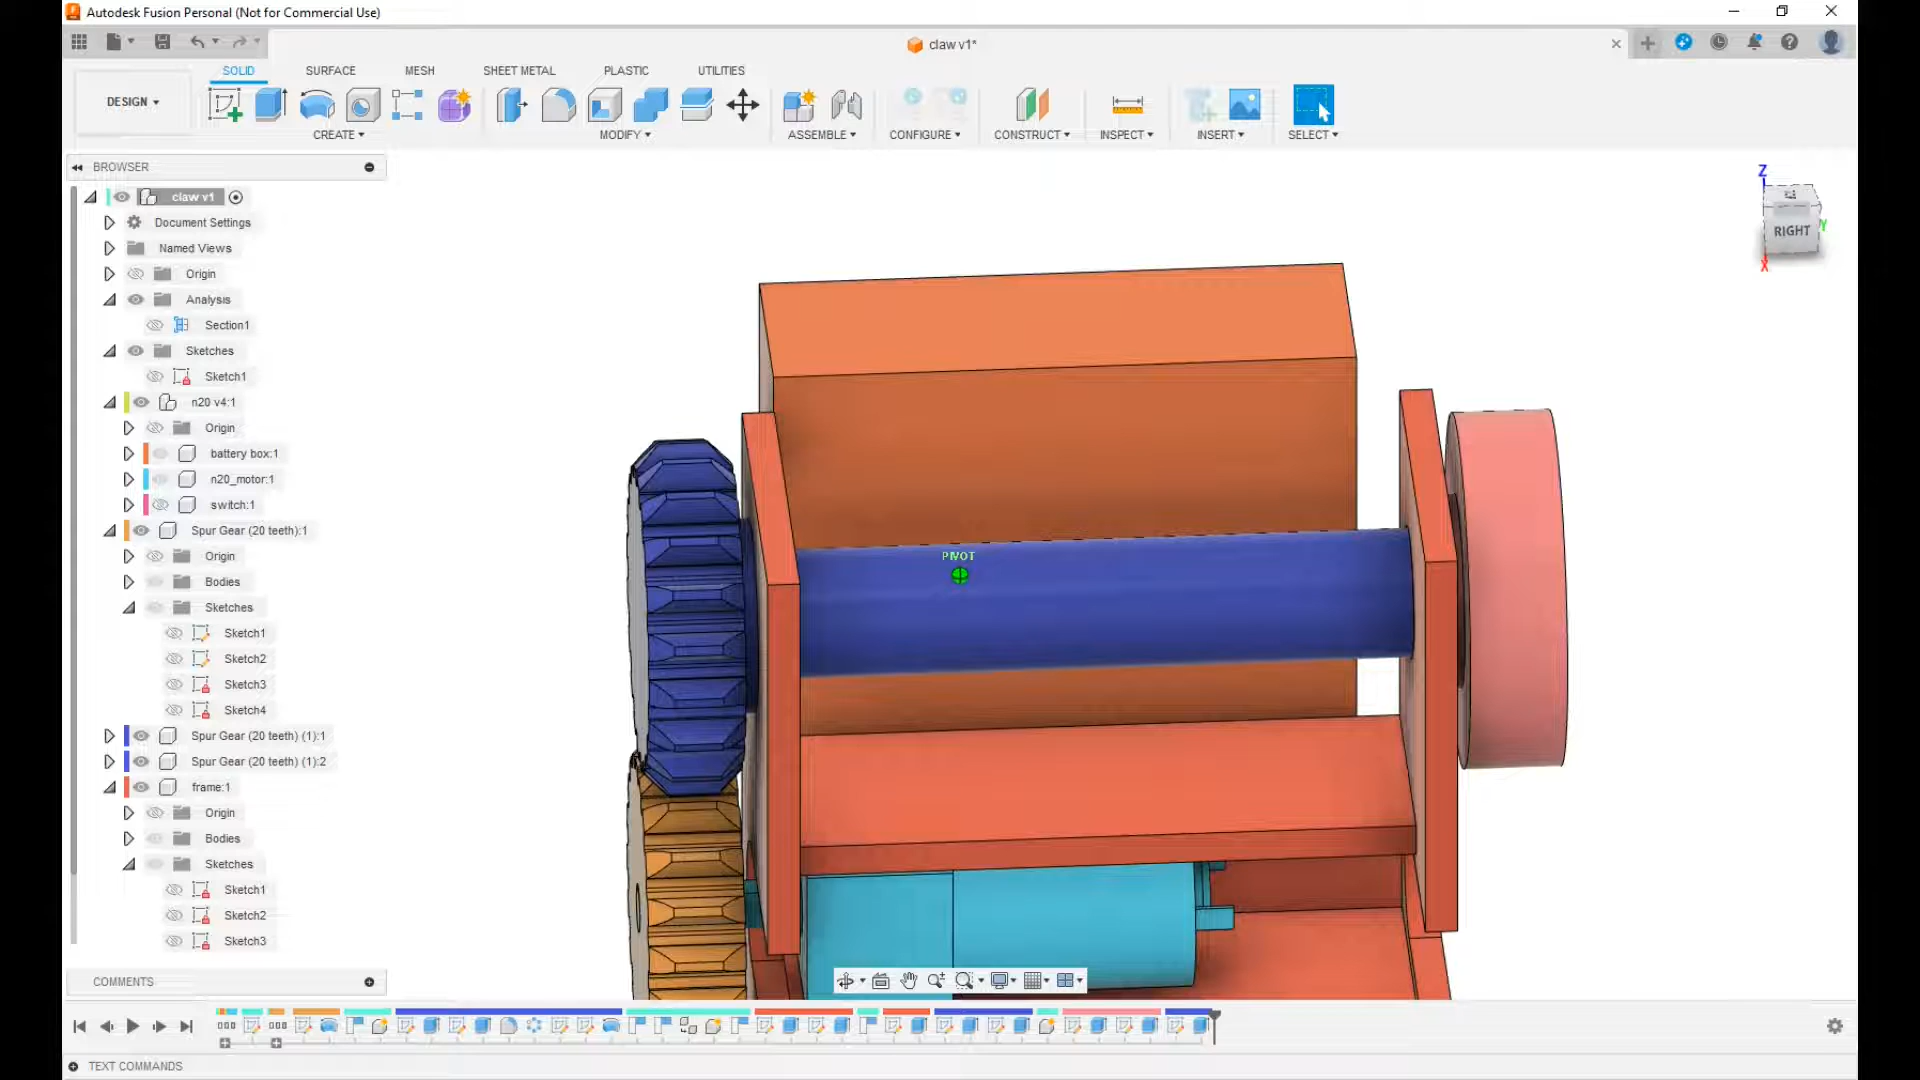 Autodesk Fusion Personal (Not for Commercial Use)
claw v1*
SOLID
SURFACE
MESH
SHEET METAL
PLASTIC
UTILITIES
DESIGN
CREATE
MODIFY
ASSEMBLE
CONFIGURE
CONSTRUCT
INSPECT
INSERT
SELECT
BROWSER
claw v1
Document Settings
Named Views
Origin
Analysis
Section1
Sketches
Sketch1
n20 v4:1
Origin
battery box:1
n20_motor:1
switch:1
Spur Gear (20 teeth):1
Origin
Bodies
Sketches
Sketch1
Sketch2
Sketch3
Sketch4
Spur Gear (20 teeth) (1):1
Spur Gear (20 teeth) (1):2
frame:1
Origin
Bodies
Sketches
Sketch1
Sketch2
Sketch3
Z
RIGHT
Y
X
PIVOT
COMMENTS
TEXT COMMANDS